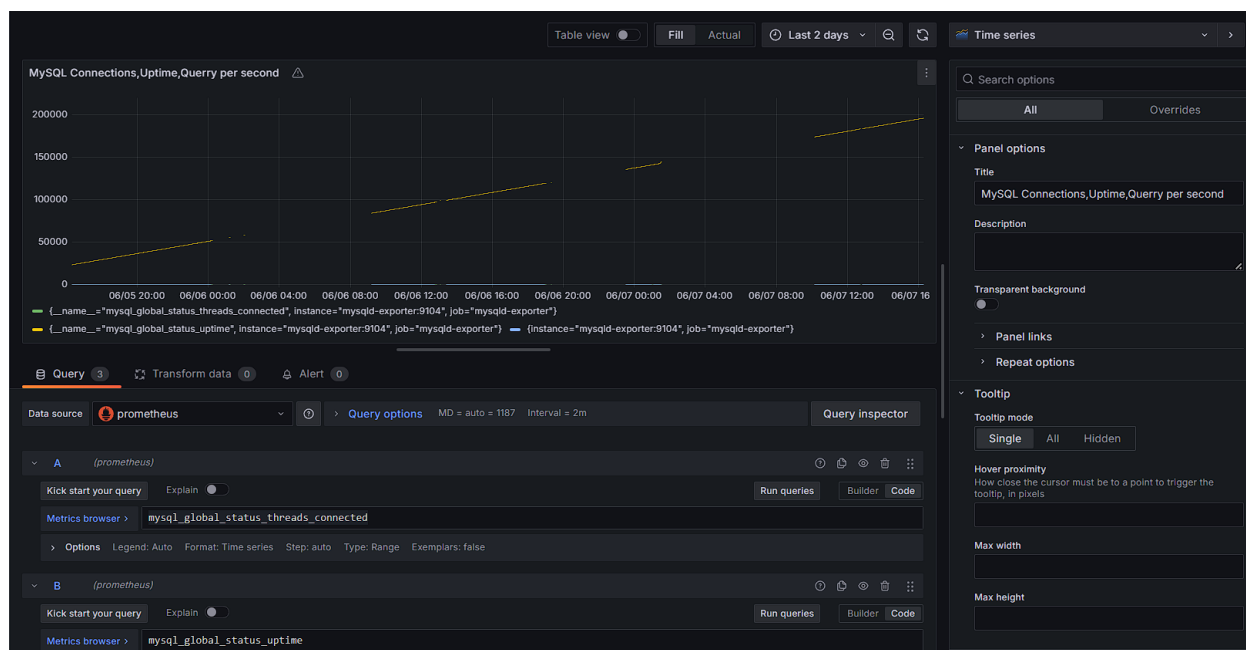 Table view Fill Actual Last 2 days Time series
MySQL Connections,Uptime,Querry per second
Search options
All Overrides
200000
150000
100000
50000
0
06/05 20:00 06/06 00:00 06/06 04:00 06/06 08:00 06/06 12:00 06/06 16:00 06/06 20:00 06/07 00:00 06/07 04:00 06/07 08:00 06/07 12:00 06/07 16
{__name__="mysql_global_status_threads_connected", instance="mysqld-exporter:9104", job="mysqld-exporter"}
{__name__="mysql_global_status_uptime", instance="mysqld-exporter:9104", job="mysqld-exporter"} {instance="mysqld-exporter:9104", job="mysqld-exporter"}
Query 3 Transform data 0 Alert 0
Data source prometheus Query options MD = auto = 1187 Interval = 2m Query inspector
A (prometheus)
Kick start your query Explain Run queries Builder Code
Metrics browser > mysql_global_status_threads_connected
> Options Legend: Auto Format: Time series Step: auto Type: Range Exemplars: false
B (prometheus)
Kick start your query Explain Run queries Builder Code
Metrics browser > mysql_global_status_uptime
Panel options
Title
MySQL Connections,Uptime,Querry per second
Description
Transparent background
Panel links
Repeat options
Tooltip
Tooltip mode
Single All Hidden
Hover proximity
How close the cursor must be to a point to trigger the
tooltip, in pixels
Max width
Max height